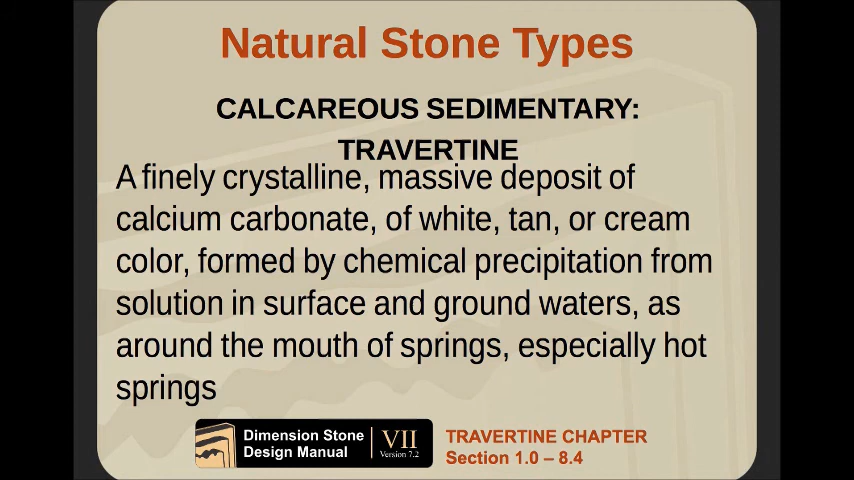 Natural Stone Types
CALCAREOUS SEDIMENTARY:
TRAVERTINE
A finely crystalline, massive deposit of
calcium carbonate, of white, tan, or cream
color, formed by chemical precipitation from
solution in surface and ground waters, as
around the mouth of springs, especially hot
springs
Dimension Stone
Design Manual
VII
Version 7.2
TRAVERTINE CHAPTER
Section 1.0 – 8.4